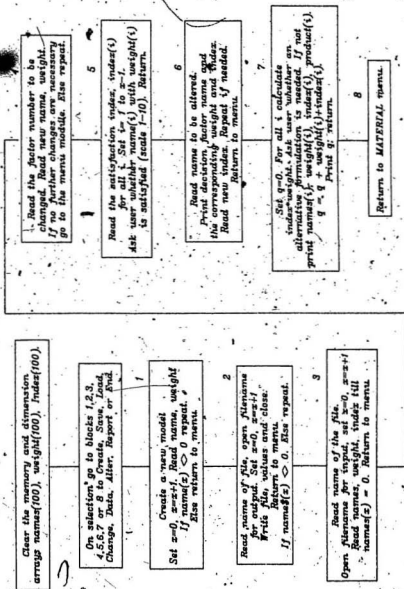 Clear the memory and dimension
arrays names(100), weight(100), index(100).
On selection go to blocks 1,2,3,
4,5,6,7 or 8 to Create, Save, Load,
Change, Data, Alter, Report or End.
1
Create a new model
Set x=0, x=x+1. Read name, weight
If name(x) <> 0 repeat.
Else return to menu
2
Read name of file, open filename
for output. Set x=0, x=x+1
Write file, values and close.
Return to menu
If name$(x) <> 0. Else repeat.
3
Read name of the file.
Open filename for input, set x=0, x=x+1
Read names, weight, index till
names(x) = 0. Return to menu
Read the factor number to be
changed. Read new name, weight.
If no further changes are necessary
go to the menu module. Else repeat.
5
Read the satisfaction index, index(i)
for all i. Set i= 1 to x-1.
Ask user whether name(i) with weight(i)
is satisfied (scale 1-10). Return.
6
Read name to be altered.
Print decision factor name and
the corresponding weight and index.
Read new index. Repeat if needed.
Return to menu
7
Set q=0. For all i calculate
index*weight. Ask user whether an
alternative formulation is needed. If not
print names(i), weight(i), index(i), product(i).
q = q + weight(i)*index(i).
Print q; return.
8
Return to MATERIAL menu.